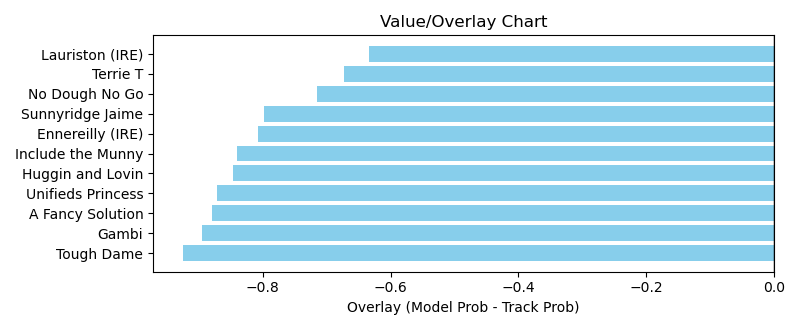 Value/Overlay Chart
Lauriston (IRE)
Terrie T
No Dough No Go
Sunnyridge Jaime
Ennereilly (IRE)
Include the Munny
Huggin and Lovin
Unifieds Princess
A Fancy Solution
Gambi
Tough Dame
−0.8 −0.6 −0.4 −0.2 0.0
Overlay (Model Prob - Track Prob)